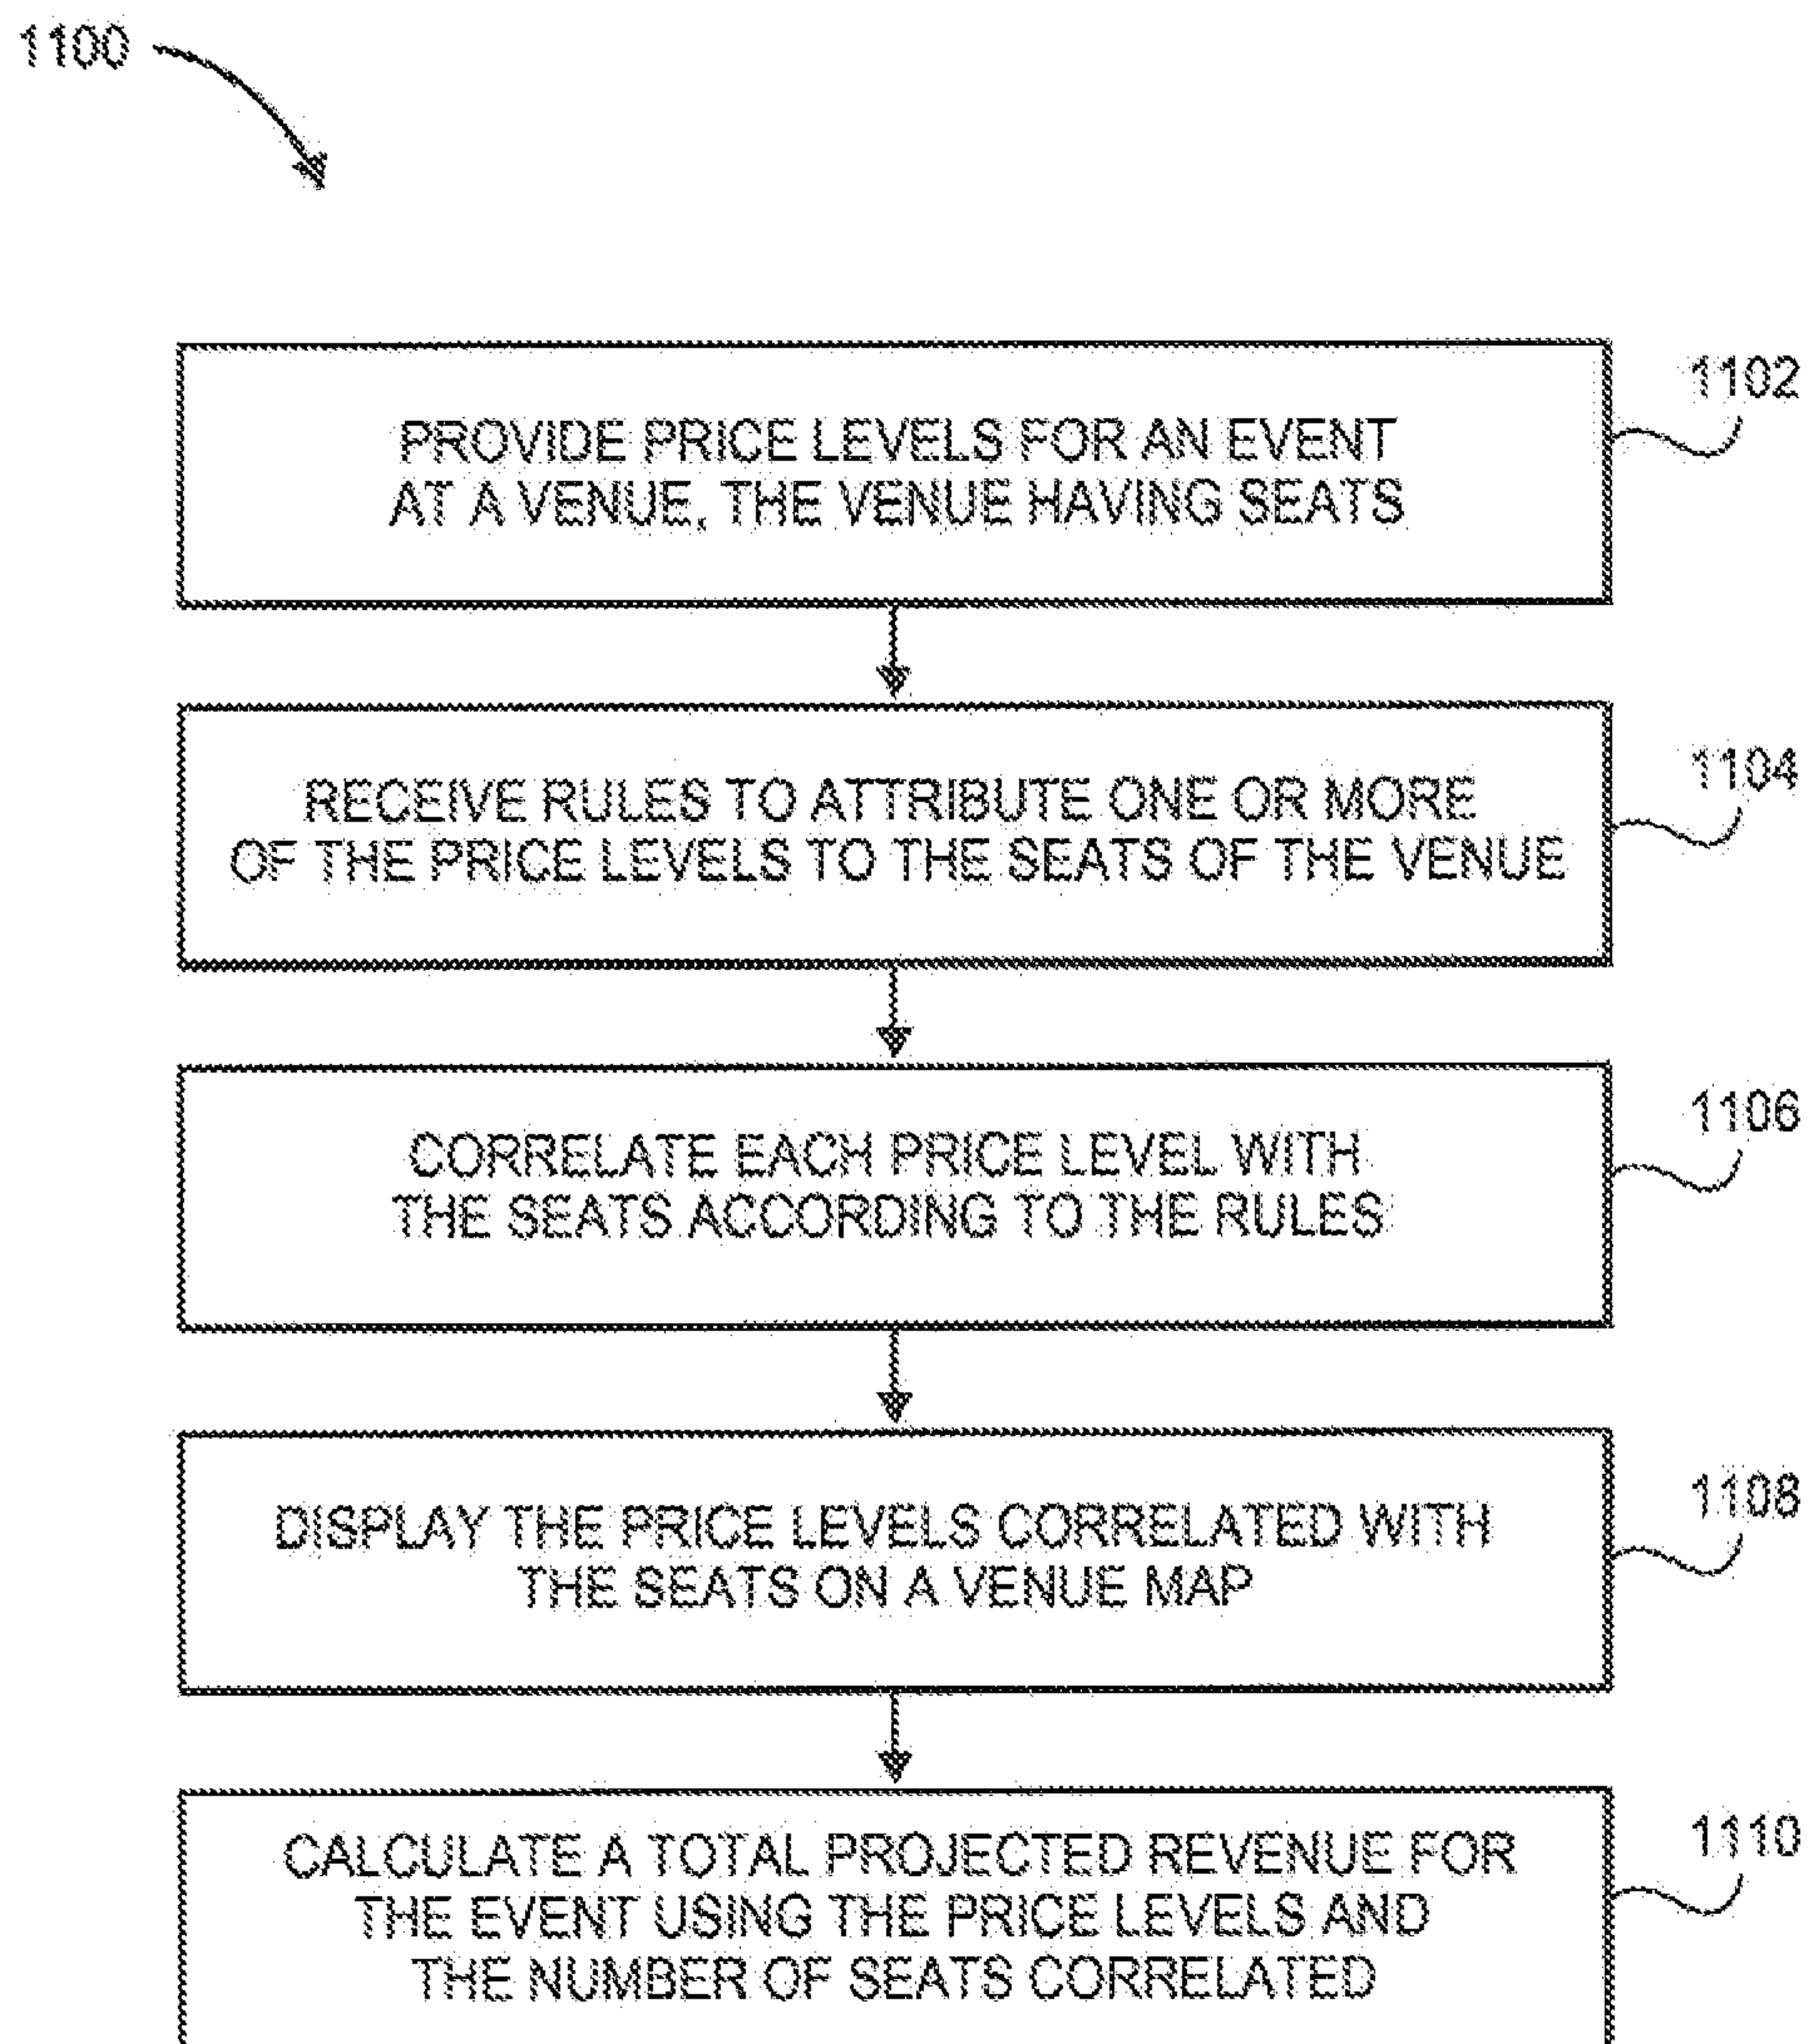 1100
PROVIDE PRICE LEVELS FOR AN EVENT
AT A VENUE, THE VENUE HAVING SEATS
1102
RECEIVE RULES TO ATTRIBUTE ONE OR MORE
OF THE PRICE LEVELS TO THE SEATS OF THE VENUE
1104
CORRELATE EACH PRICE LEVEL WITH
THE SEATS ACCORDING TO THE RULES
1106
DISPLAY THE PRICE LEVELS CORRELATED WITH
THE SEATS ON A VENUE MAP
1108
CALCULATE A TOTAL PROJECTED REVENUE FOR
THE EVENT USING THE PRICE LEVELS AND
THE NUMBER OF SEATS CORRELATED
1110